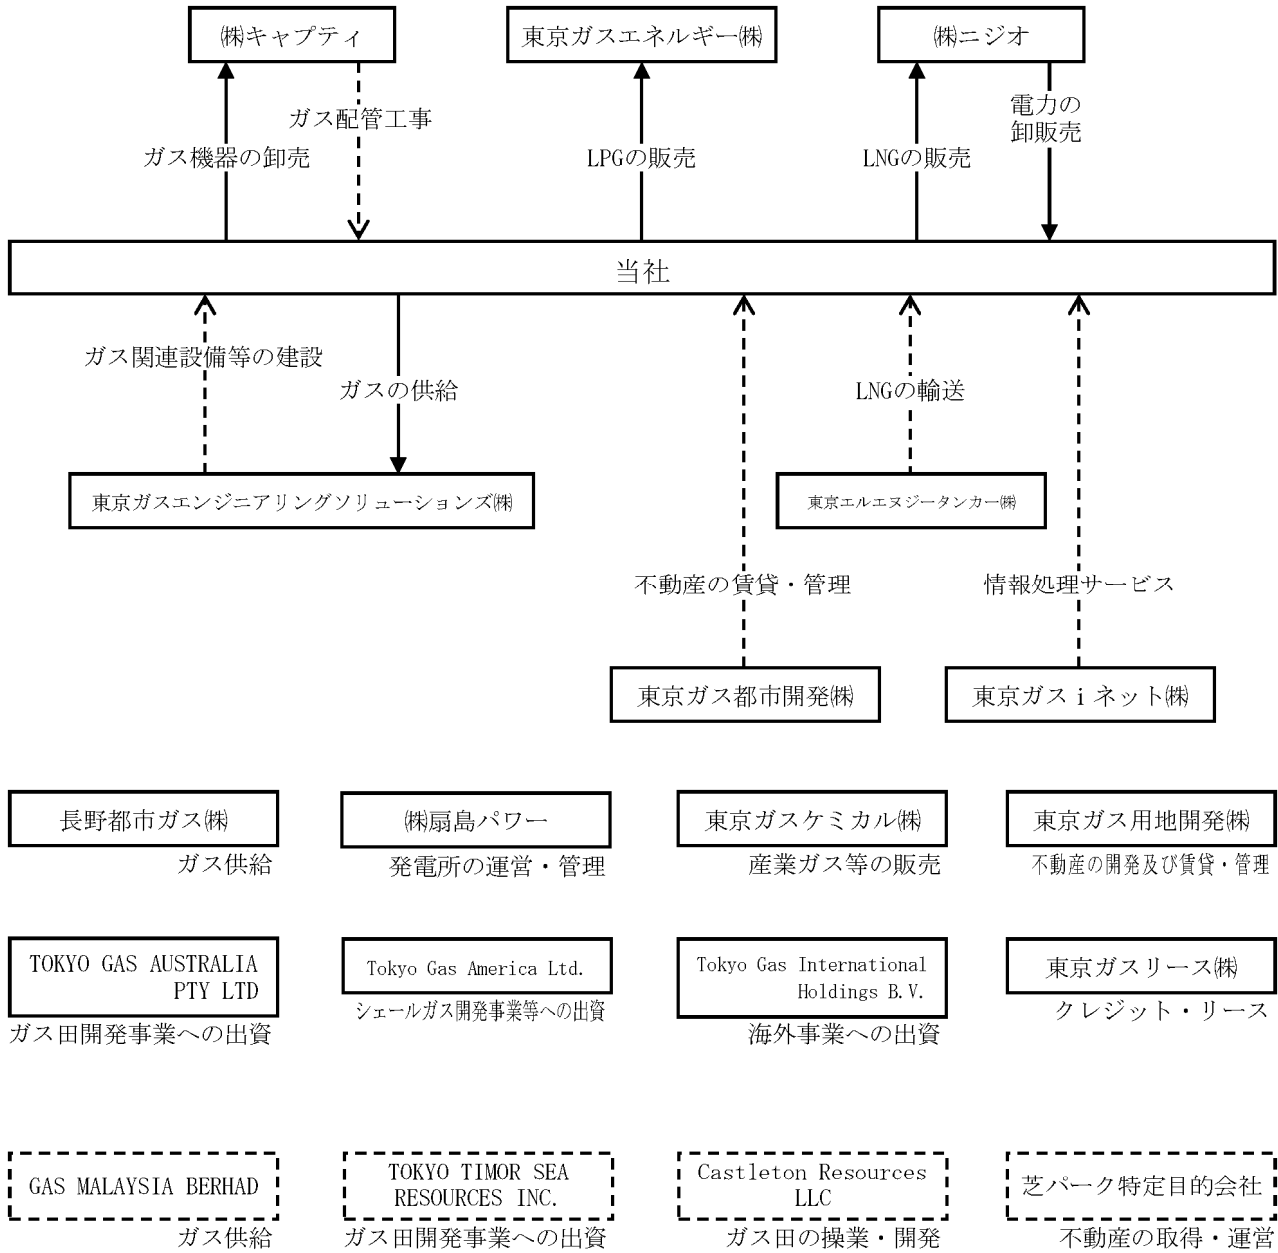 ㈱キャプティ
東京ガスエネルギー㈱
㈱ニジオ
ガス配管工事
電力の
卸販売
ガス機器の卸売
LPGの販売
LNGの販売
当社
ガス関連設備等の建設
ガスの供給
LNGの輸送
東京ガスエンジニアリングソリューションズ㈱
東京エルエヌジータンカー㈱
不動産の賃貸・管理
情報処理サービス
東京ガス都市開発㈱
東京ガスｉネット㈱
長野都市ガス㈱
㈱扇島パワー
東京ガスケミカル㈱
東京ガス用地開発㈱
ガス供給
発電所の運営・管理
産業ガス等の販売
不動産の開発及び賃貸・管理
TOKYO GAS AUSTRALIA
PTY LTD
Tokyo Gas America Ltd.
Tokyo Gas International
Holdings B.V.
東京ガスリース㈱
ガス田開発事業への出資
シェールガス開発事業等への出資
海外事業への出資
クレジット・リース
GAS MALAYSIA BERHAD
TOKYO TIMOR SEA
RESOURCES INC.
Castleton Resources
LLC
芝パーク特定目的会社
ガス供給
ガス田開発事業への出資
ガス田の操業・開発
不動産の取得・運営